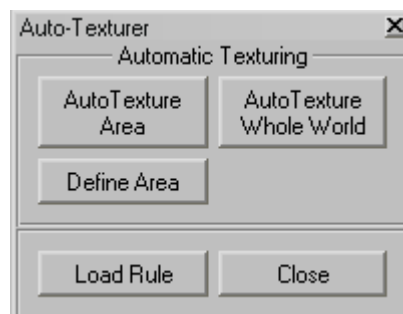 Auto-Texturer
Automatic Texturing
AutoTexture AutoTexture
Area Whole World
Define Area
Load Rule Close